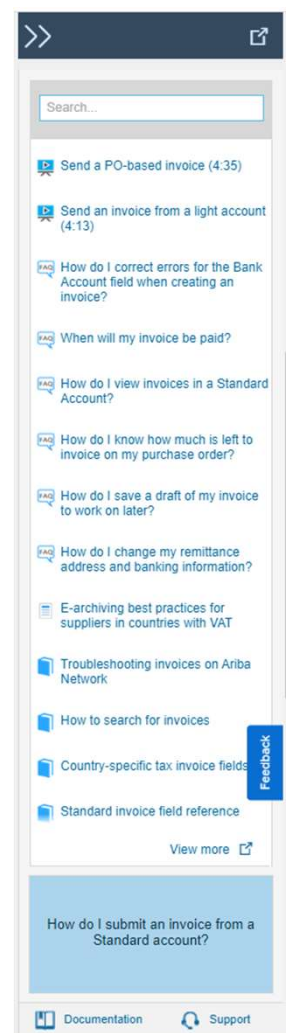 Search...
Send a PO-based invoice (4:35)
Send an invoice from a light account
(4:13)
FAQ How do I correct errors for the Bank
Account field when creating an
invoice?
FAQ When will my invoice be paid?
FAQ How do I view invoices in a Standard
Account?
FAQ How do I know how much is left to
invoice on my purchase order?
FAQ How do I save a draft of my invoice
to work on later?
FAQ How do I change my remittance
address and banking information?
E-archiving best practices for
suppliers in countries with VAT
Troubleshooting invoices on Ariba
Network
How to search for invoices
Country-specific tax invoice fields
Feedback
Standard invoice field reference
View more
How do I submit an invoice from a
Standard account?
Documentation Support